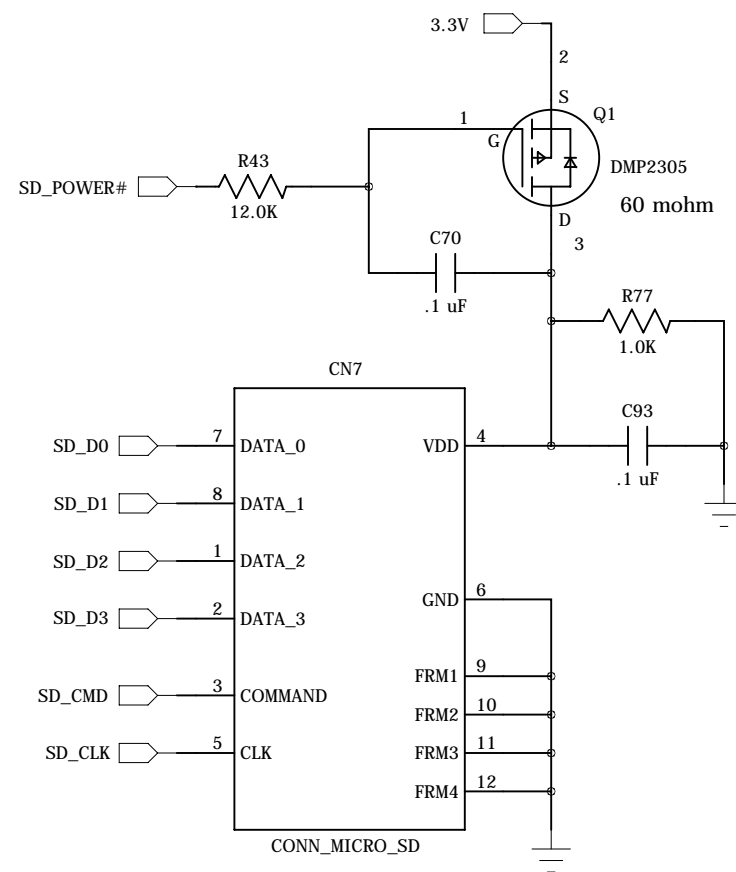 3.3V
2
S
Q1
1
G
R43
DMP2305
SD_POWER#
12.0K
60 mohm
D
3
C70
.1 uF
R77
1.0K
CN7
C93
.1 uF
SD_D0 7 DATA_0 VDD 4
SD_D1 8 DATA_1
SD_D2 1 DATA_2
GND 6
SD_D3 2 DATA_3
FRM1 9
SD_CMD 3 COMMAND
FRM2 10
SD_CLK 5 CLK FRM3 11
FRM4 12
CONN_MICRO_SD